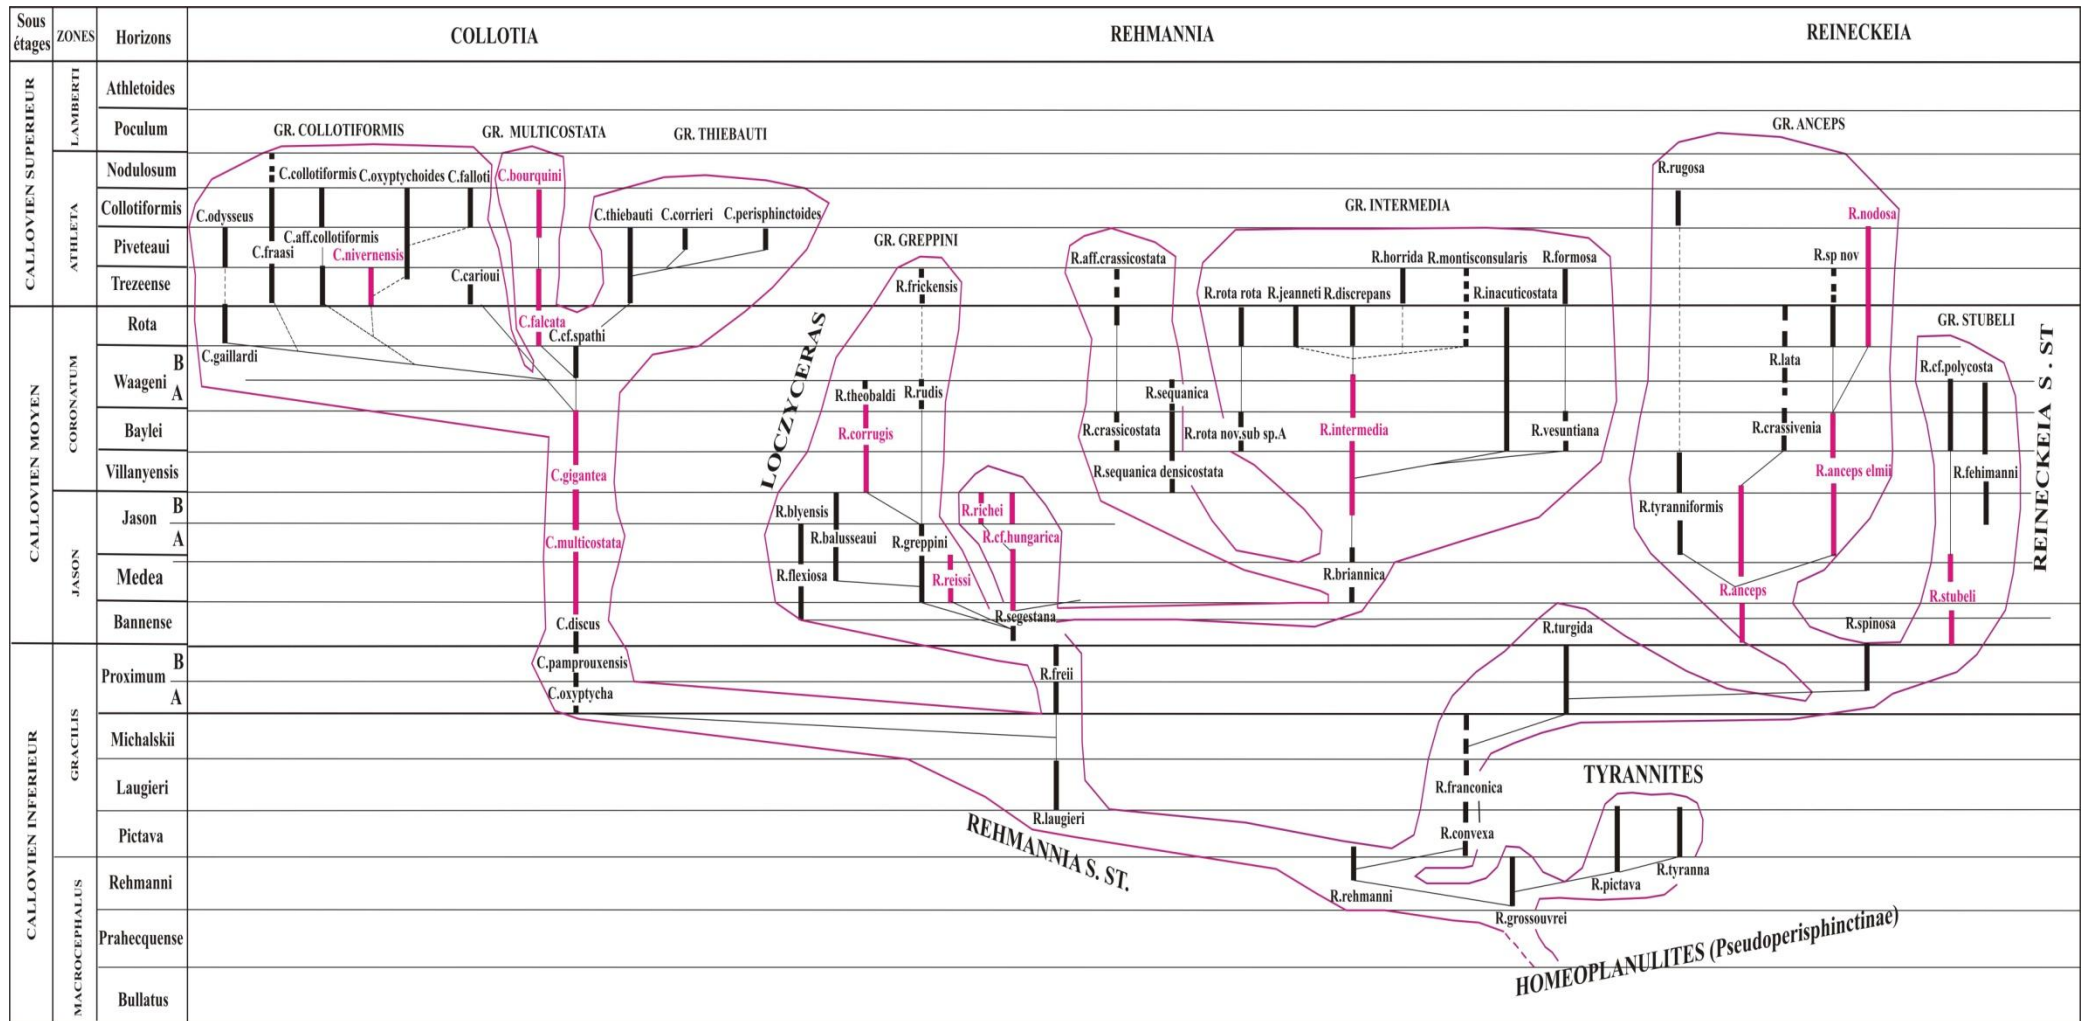 Sous étages
ZONES
Horizons
COLLOTIA
REHMANNIA
REINECKEIA
CALLOVIEN SUPERIEUR
CALLOVIEN MOYEN
CALLOVIEN INFERIEUR
LAMBERTI
ATHLETA
CORONATUM
JASON
GRACILIS
MACROCEPHALUS
Athletoides
Poculum
Nodulosum
Collotiformis
Piveteaui
Trezeense
Rota
Waageni
B
A
Baylei
Villanyensis
Jason
B
A
Medea
Bannense
Proximum
B
A
Michalskii
Laugieri
Pictava
Rehmanni
Prahecquense
Bullatus
GR. COLLOTIFORMIS
GR. MULTICOSTATA
GR. THIEBAUTI
GR. GREPPINI
GR. INTERMEDIA
GR. ANCEPS
GR. STUBELI
C.collotiformis
C.oxyptychoides
C.falloti
C.bourquini
C.odysseus
C.aff.collotiformis
C.fraasi
C.nivernensis
C.carioui
C.thiebauti
C.corrieri
C.perisphinctoides
C.falcata
C.cf.spathi
C.gaillardi
C.gigantea
C.multicostata
C.discus
C.pamprouxensis
C.oxyptycha
LOCZYCERAS
R.frickensis
R.theobaldi
R.rudis
R.corrugis
R.blyensis
R.balusseaui
R.greppini
R.flexiosa
R.reissi
R.richei
R.cf.hungarica
R.segestana
R.freii
R.laugieri
REHMANNIA S. ST.
R.aff.crassicostata
R.sequanica
R.crassicostata
R.sequanica densicostata
R.rota rota
R.jeanneti
R.discrepans
R.horrida
R.montisconsularis
R.formosa
R.inacuticostata
R.rota nov.sub sp.A
R.intermedia
R.vesuntiana
R.briannica
R.rugosa
R.nodosa
R.sp nov
R.lata
R.crassivenia
R.anceps elmii
R.tyranniformis
R.anceps
R.cf.polycosta
R.fehimanni
R.stubeli
R.spinosa
R.turgida
REINECKEIA S. ST
R.franconica
R.convexa
TYRANNITES
R.rehmanni
R.pictava
R.tyranna
R.grossouvrei
HOMEOPLANULITES (Pseudoperisphinctinae)